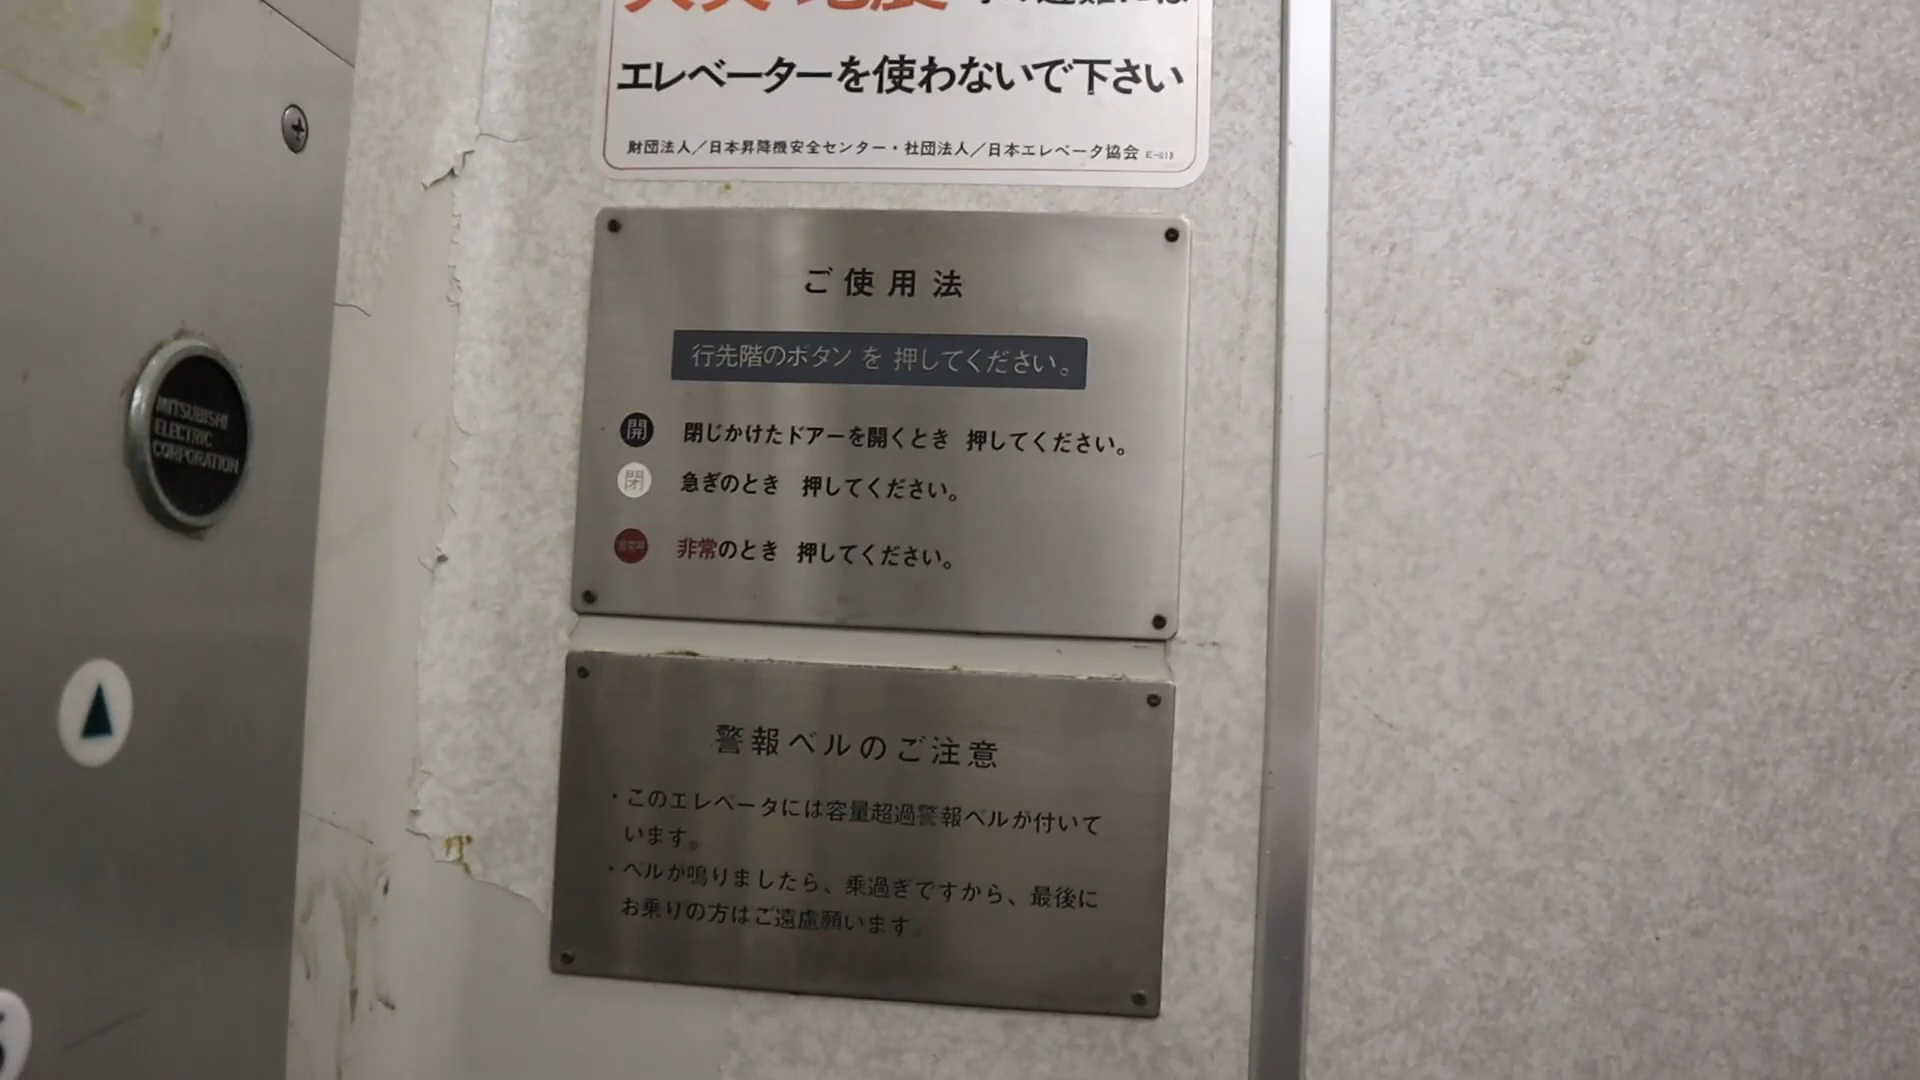 エレベーターを使わないで下さい
財団法人／日本昇降機安全センター・社団法人／日本エレベータ協会
ご使用法
行先階のボタン を 押してください。
開 閉じかけたドアーを開くとき 押してください。
閉 急ぎのとき 押してください。
非常のとき 押してください。
MITSUBISHI
ELECTRIC
CORPORATION
警報ベルのご注意
・このエレベータには容量超過警報ベルが付いて
います。
・ベルが鳴りましたら、乗過ぎですから、最後に
お乗りの方はご遠慮願います。